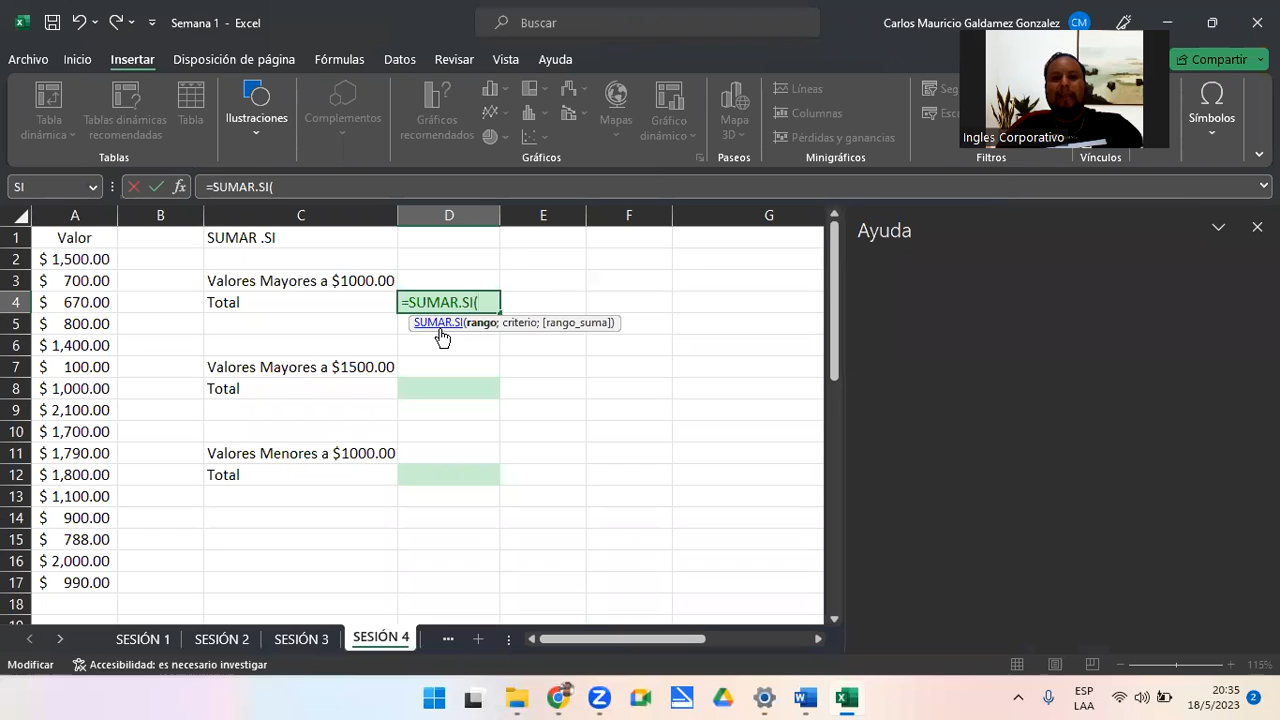 Semana 1 - Excel
Buscar
Carlos Mauricio Galdamez Gonzalez
CM
Archivo
Inicio
Insertar
Disposición de página
Fórmulas
Datos
Revisar
Vista
Ayuda
Compartir
Tabla dinámica
Tablas dinámicas recomendadas
Tabla
Ilustraciones
Complementos
Gráficos recomendados
Mapas
Gráfico dinámico
Mapa 3D
Líneas
Columnas
Pérdidas y ganancias
Símbolos
Ingles Corporativo
Tablas
Gráficos
Paseos
Minigráficos
Filtros
Vínculos
SI
fx
=SUMAR.SI(
A B C D E F G
1 Valor SUMAR .SI
2 $ 1,500.00
3 $ 700.00 Valores Mayores a $1000.00
4 $ 670.00 Total =SUMAR.SI(
5 $ 800.00 SUMAR.SI(rango; criterio; [rango_suma])
6 $ 1,400.00
7 $ 100.00 Valores Mayores a $1500.00
8 $ 1,000.00 Total
9 $ 2,100.00
10 $ 1,700.00
11 $ 1,790.00 Valores Menores a $1000.00
12 $ 1,800.00 Total
13 $ 1,100.00
14 $ 900.00
15 $ 788.00
16 $ 2,000.00
17 $ 990.00
18
Ayuda
SESIÓN 1
SESIÓN 2
SESIÓN 3
SESIÓN 4
Modificar
Accesibilidad: es necesario investigar
115%
ESP
LAA
20:35
18/5/2023
2